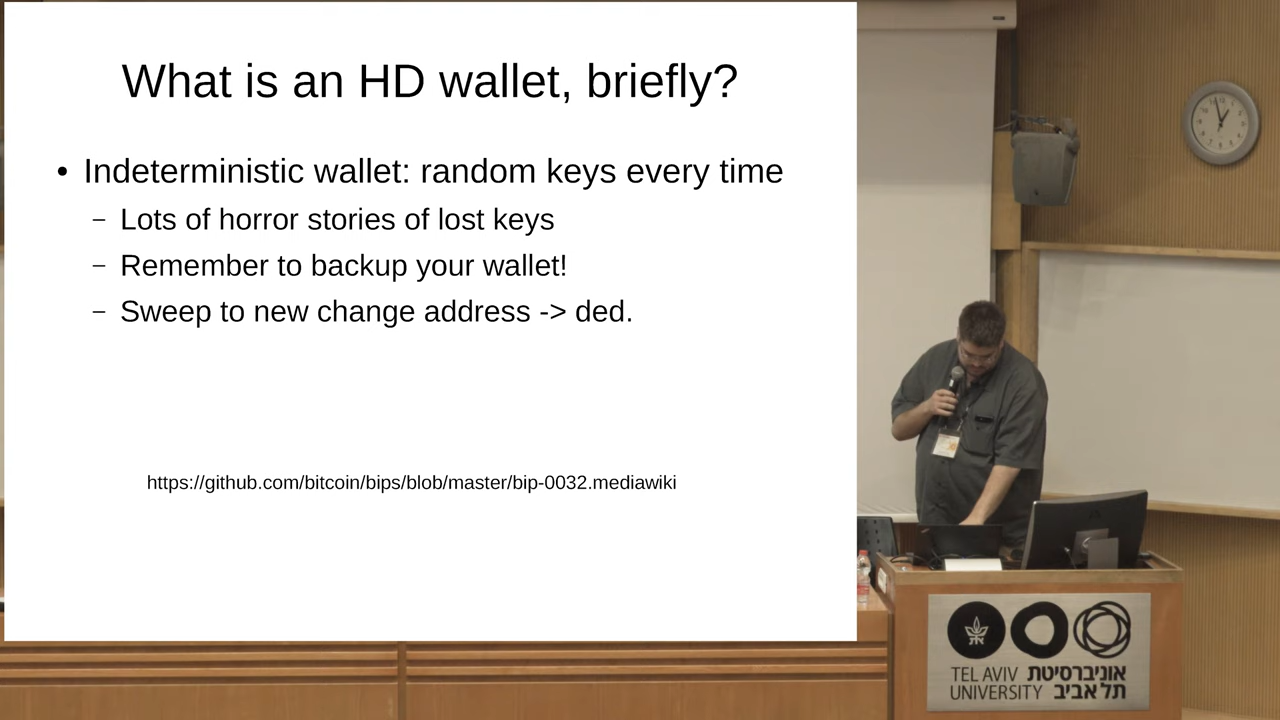 What is an HD wallet, briefly?
• Indeterministic wallet: random keys every time
– Lots of horror stories of lost keys
– Remember to backup your wallet!
– Sweep to new change address -> ded.
https://github.com/bitcoin/bips/blob/master/bip-0032.mediawiki
TEL AVIV אוניברסיטת
UNIVERSITY תל אביב